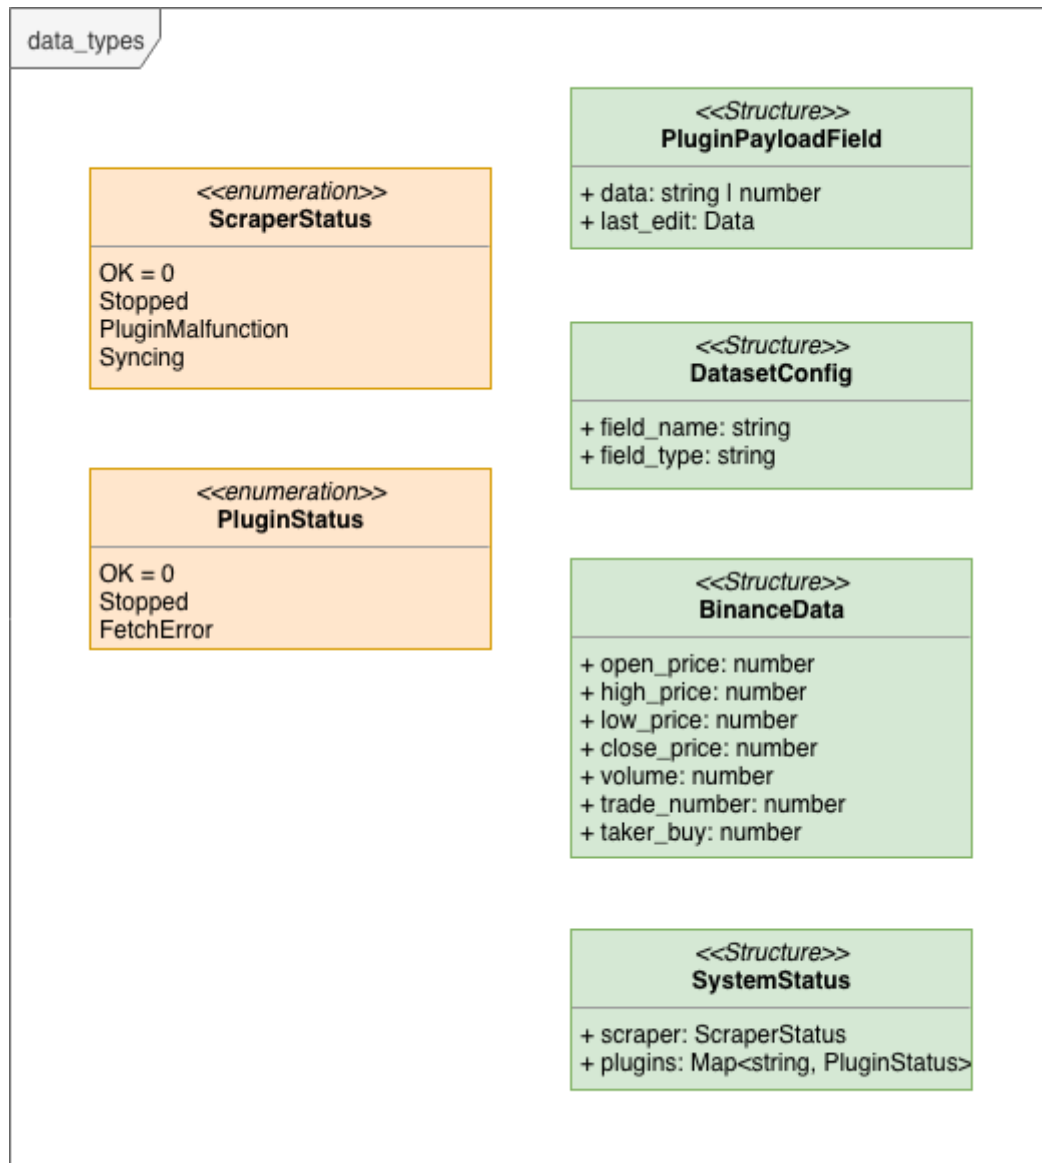 data_types
<<enumeration>>
ScraperStatus
OK = 0
Stopped
PluginMalfunction
Syncing
<<enumeration>>
PluginStatus
OK = 0
Stopped
FetchError
<<Structure>>
PluginPayloadField
+ data: string | number
+ last_edit: Data
<<Structure>>
DatasetConfig
+ field_name: string
+ field_type: string
<<Structure>>
BinanceData
+ open_price: number
+ high_price: number
+ low_price: number
+ close_price: number
+ volume: number
+ trade_number: number
+ taker_buy: number
<<Structure>>
SystemStatus
+ scraper: ScraperStatus
+ plugins: Map<string, PluginStatus>